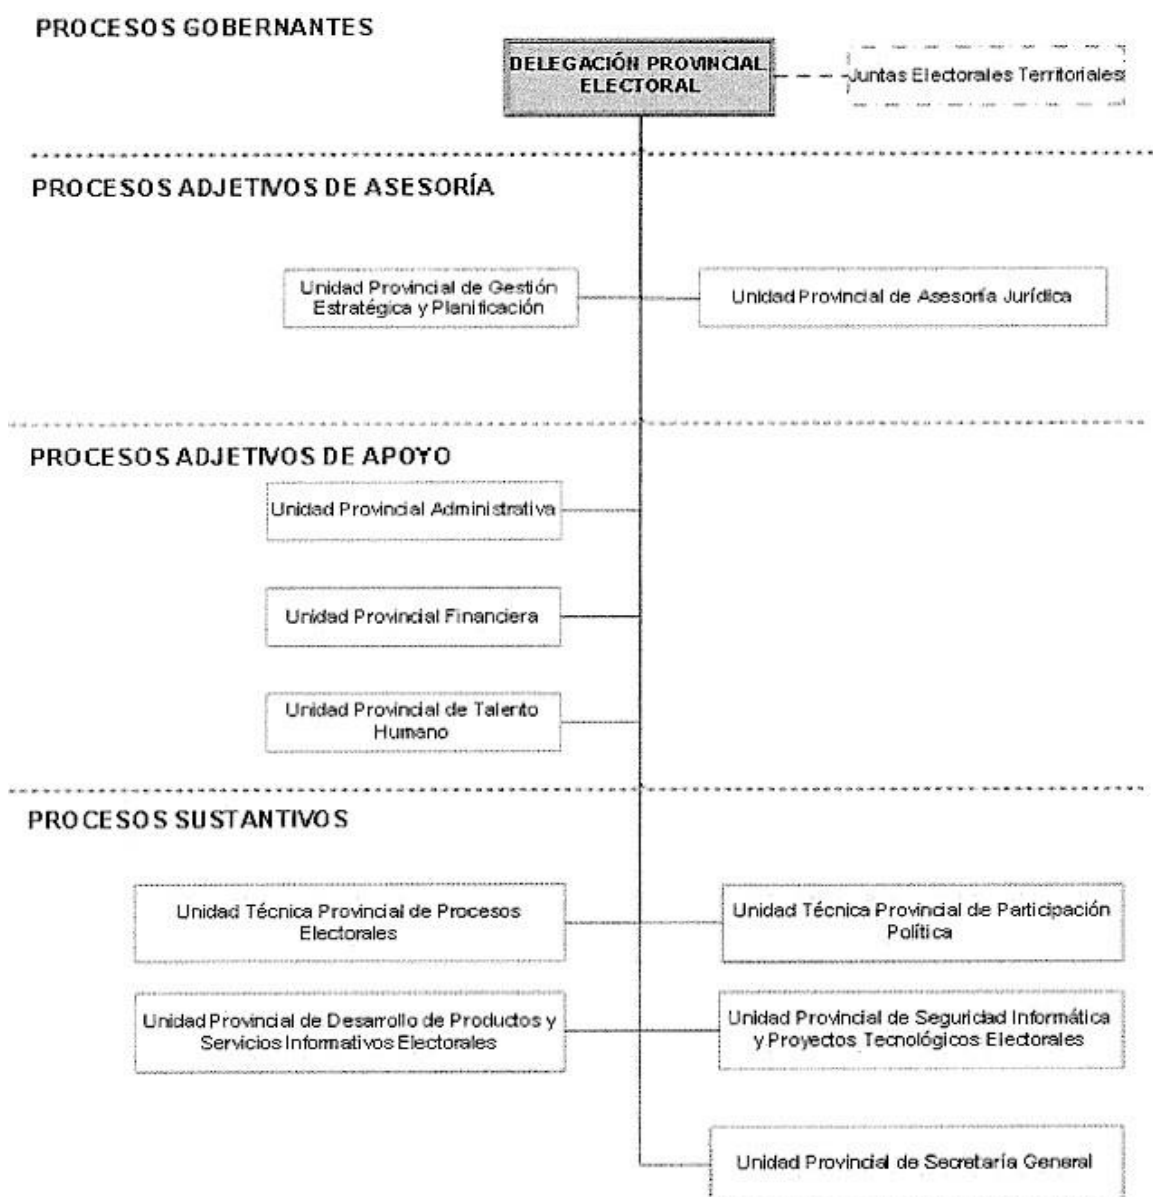 PROCESOS GOBERNANTES
DELEGACIÓN PROVINCIAL
ELECTORAL
Juntas Electorales Territoriales
PROCESOS ADJETIVOS DE ASESORÍA
Unidad Provincial de Gestión
Estratégica y Planificación
Unidad Provincial de Asesoría Jurídica
PROCESOS ADJETIVOS DE APOYO
Unidad Provincial Administrativa
Unidad Provincial Financiera
Unidad Provincial de Talento
Humano
PROCESOS SUSTANTIVOS
Unidad Técnica Provincial de Procesos
Electorales
Unidad Técnica Provincial de Participación
Política
Unidad Provincial de Desarrollo de Productos y
Servicios Informativos Electorales
Unidad Provincial de Seguridad Informática
y Proyectos Tecnológicos Electorales
Unidad Provincial de Secretaría General